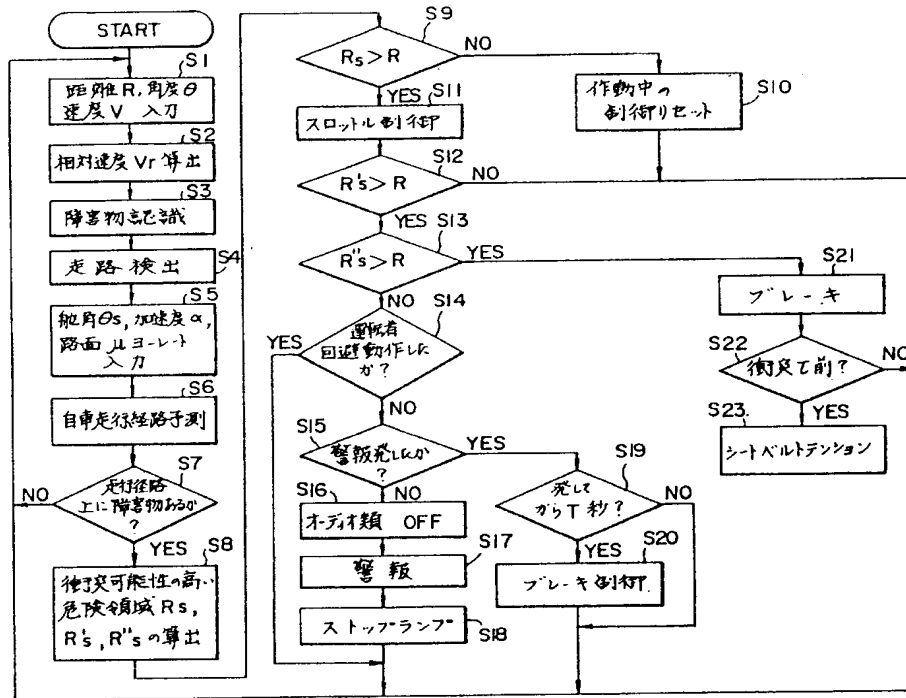 START
S1
距離R,角度θ
速度V 入力
S2
相対速度Vr算出
S3
障害物認識
S4
走路検出
S5
舵角θs,加速度α,
路面μヨーレート
入力
S6
自車走行経路予測
S7
走行径路
上に障害物あるか
?
NO
YES
S8
衝突可能性の高い
危険領域Rs,
R's,R"sの算出
S9
Rs>R
NO
YES
S10
作動中の
制御リセット
S11
スロットル制御
S12
R's>R
NO
YES
S13
R"s>R
YES
NO
S14
運転者
回避動作した
か?
YES
NO
S15
警報発したか
?
YES
NO
S16
オーディオ類 OFF
S17
警報
ストップランプ
S18
S19
発して
からT秒?
NO
YES
S20
ブレーキ制御
S21
ブレーキ
S22
衝突寸前?
NO
YES
S23.
シートベルトテンション